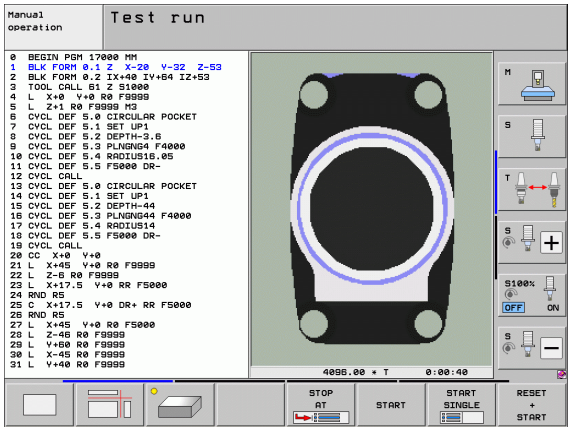 Manual
operation
Test run
0 BEGIN PGM 17000 MM
1 BLK FORM 0.1 Z X-20 Y-32 Z-53
2 BLK FORM 0.2 IX+40 IY+64 IZ+53
3 TOOL CALL 61 Z S1000
4 L X+0 Y+0 R0 F9999
5 L Z+1 R0 F9999 M3
6 CYCL DEF 5.0 CIRCULAR POCKET
7 CYCL DEF 5.1 SET UP1
8 CYCL DEF 5.2 DEPTH-3.6
9 CYCL DEF 5.3 PLNGNG4 F4000
10 CYCL DEF 5.4 RADIUS16.05
11 CYCL DEF 5.5 F5000 DR-
12 CYCL CALL
13 CYCL DEF 5.0 CIRCULAR POCKET
14 CYCL DEF 5.1 SET UP1
15 CYCL DEF 5.2 DEPTH-44
16 CYCL DEF 5.3 PLNGNG44 F4000
17 CYCL DEF 5.4 RADIUS14
18 CYCL DEF 5.5 F5000 DR-
19 CYCL CALL
20 CC X+0 Y+0
21 L X+45 Y+0 R0 F9999
22 L Z-6 R0 F9999
23 L X+17.5 Y+0 RR F5000
24 RND R5
25 C X+17.5 Y+0 DR+ RR F5000
26 RND R5
27 L X+45 Y+0 R0 F5000
28 L Z-46 R0 F9999
29 L Y+60 R0 F9999
30 L X-45 R0 F9999
31 L Y+40 R0 F9999
4096.00 * T 0:00:40
M
S
T
S
S100%
OFF ON
S
STOP
AT
START
START
SINGLE
RESET
+
START